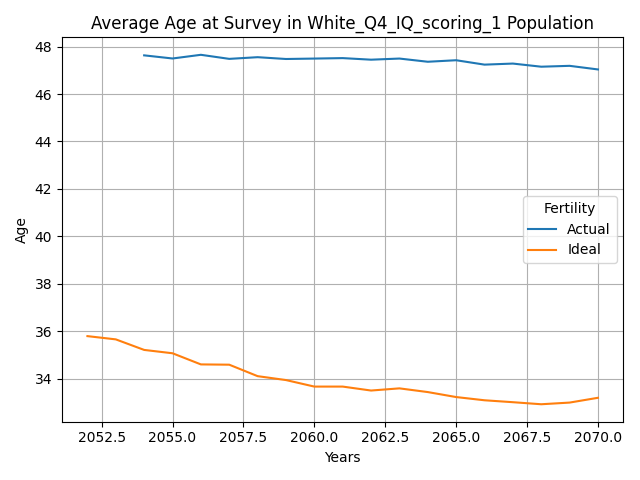 Average Age at Survey in White_Q4_IQ_scoring_1 Population
48
46
44
42
40
38
36
34
Age
Fertility
Actual
Ideal
2052.5 2055.0 2057.5 2060.0 2062.5 2065.0 2067.5 2070.0
Years